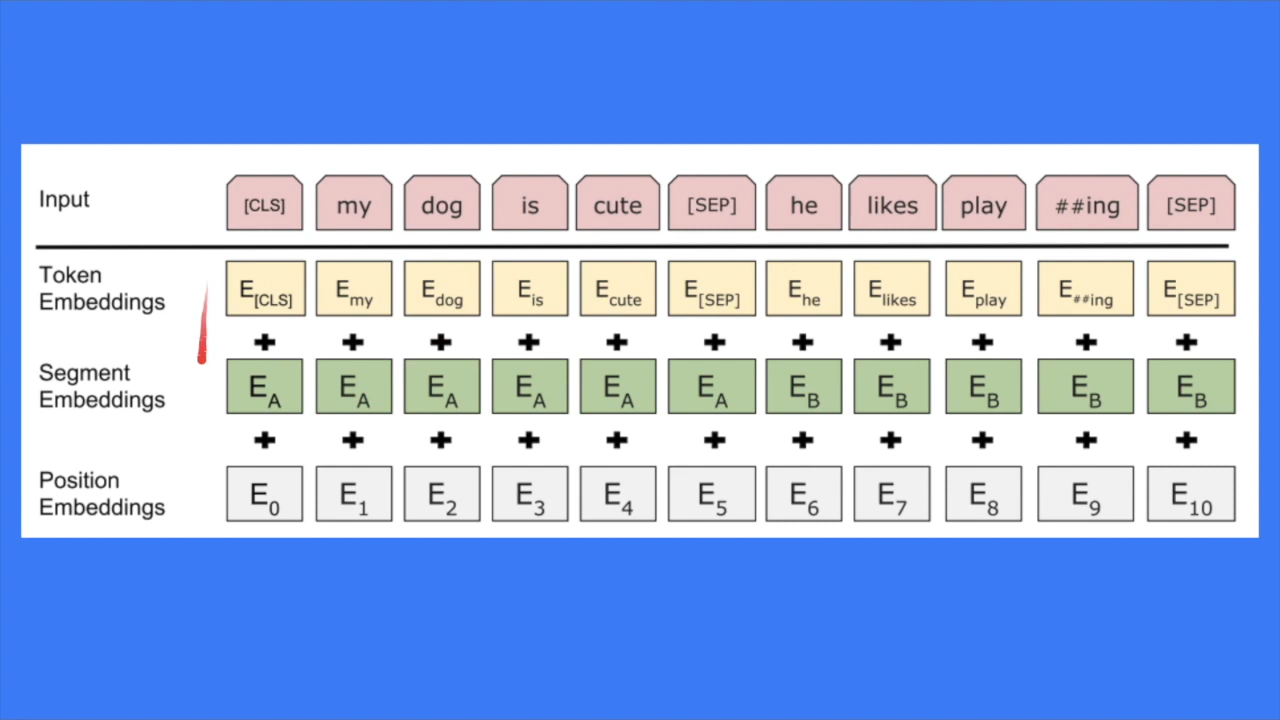 Input [CLS] my dog is cute [SEP] he likes play ##ing [SEP]
Token
Embeddings E[CLS] Emy Edog Eis Ecute E[SEP] Ehe Elikes Eplay E##ing E[SEP]
+ + + + + + + + + + +
Segment
Embeddings EA EA EA EA EA EA EB EB EB EB EB
+ + + + + + + + + + +
Position
Embeddings E0 E1 E2 E3 E4 E5 E6 E7 E8 E9 E10